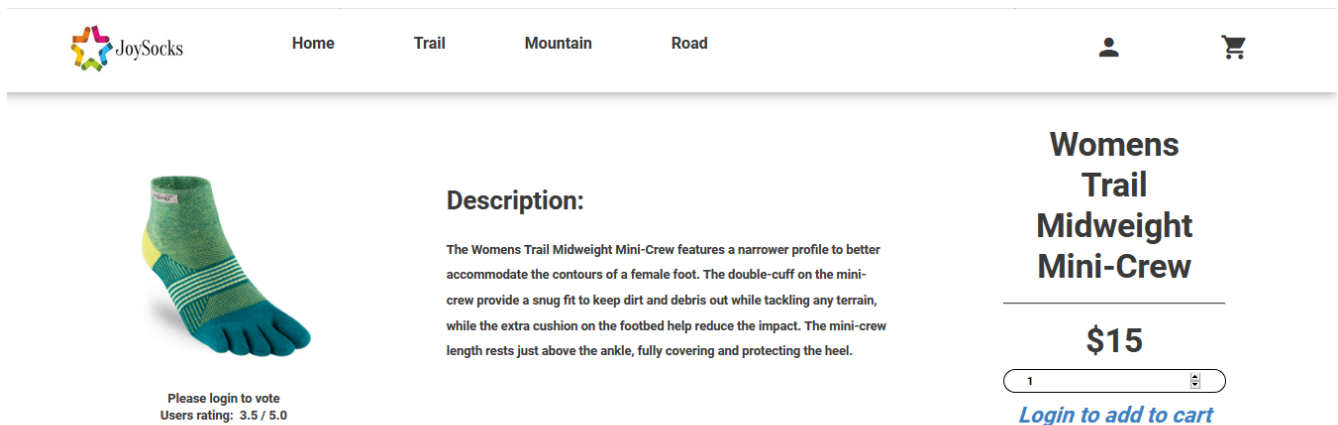 JoySocks
Home
Trail
Mountain
Road
Description:
The Womens Trail Midweight Mini-Crew features a narrower profile to better
accommodate the contours of a female foot. The double-cuff on the mini-
crew provide a snug fit to keep dirt and debris out while tackling any terrain,
while the extra cushion on the footbed help reduce the impact. The mini-crew
length rests just above the ankle, fully covering and protecting the heel.
Please login to vote
Users rating: 3.5 / 5.0
Womens
Trail
Midweight
Mini-Crew
$15
1
Login to add to cart